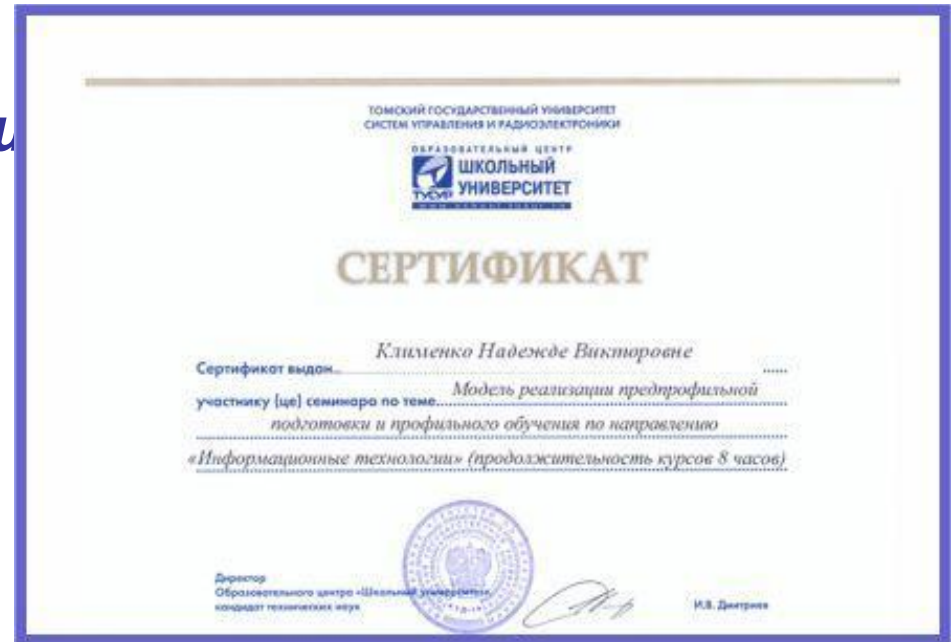 и
ТОМСКИЙ ГОСУДАРСТВЕННЫЙ УНИВЕРСИТЕТ
СИСТЕМ УПРАВЛЕНИЯ И РАДИОЭЛЕКТРОНИКИ
ОБРАЗОВАТЕЛЬНЫЙ ЦЕНТР
ШКОЛЬНЫЙ
УНИВЕРСИТЕТ
ТУСУР
СЕРТИФИКАТ
Клименко Надежде Викторовне
Сертификат выдан
участнику (це) семинара по теме Модель реализации предпрофильной
подготовки и профильного обучения по направлению
«Информационные технологии» (продолжительность курсов 8 часов)
Директор
Образовательного центра «Школьный университет»,
кандидат технических наук
И.В. Дмитриев